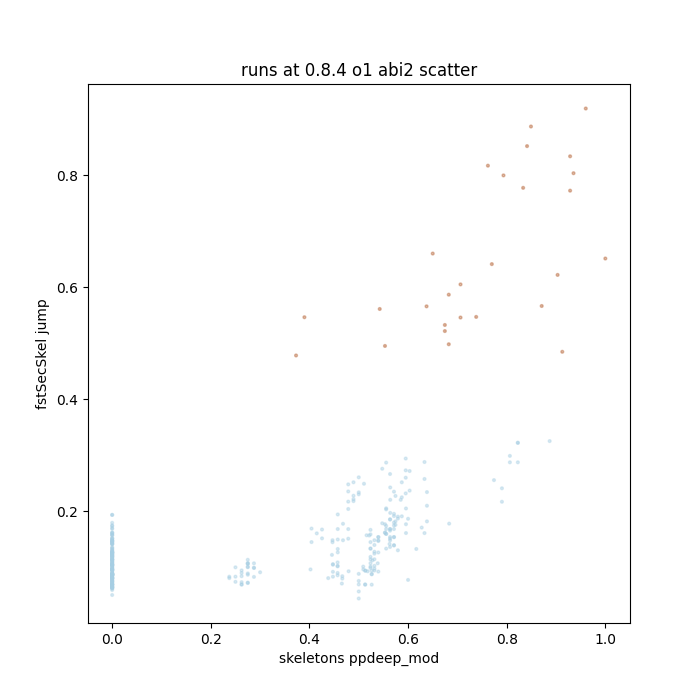 runs at 0.8.4 o1 abi2 scatter
fstSecSkel jump
0.8
0.6
0.4
0.2
0.0 0.2 0.4 0.6 0.8 1.0
skeletons ppdeep_mod